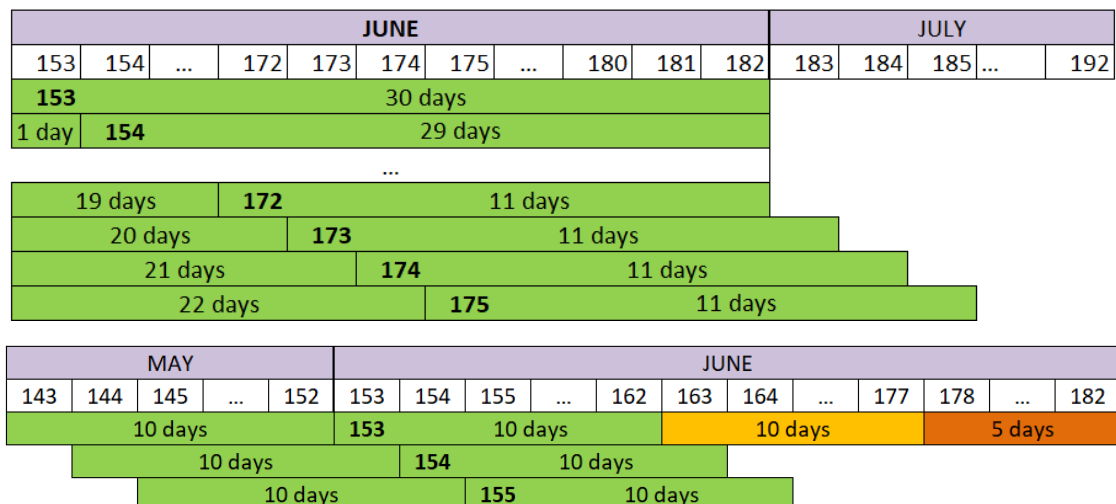 JUNE JULY
153 154 ... 172 173 174 175 ... 180 181 182 183 184 185 ... 192
153 30 days
1 day 154 29 days
...
19 days 172 11 days
20 days 173 11 days
21 days 174 11 days
22 days 175 11 days
MAY JUNE
143 144 145 ... 152 153 154 155 ... 162 163 164 ... 177 178 ... 182
10 days 153 10 days 10 days 5 days
10 days 154 10 days
10 days 155 10 days